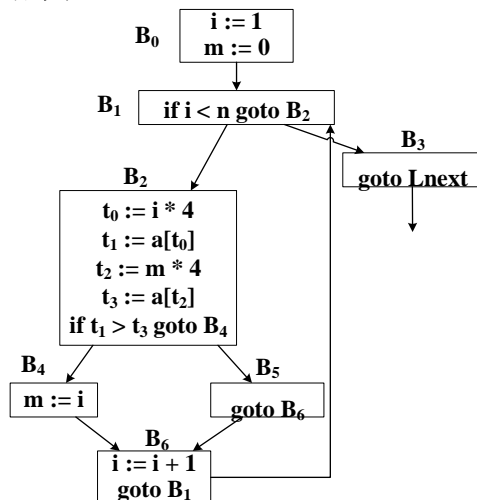 B₀
i := 1
m := 0
B₁
if i < n goto B₂
B₃
goto Lnext
B₂
t₀ := i * 4
t₁ := a[t₀]
t₂ := m * 4
t₃ := a[t₂]
if t₁ > t₃ goto B₄
B₄
m := i
B₅
goto B₆
B₆
i := i + 1
goto B₁